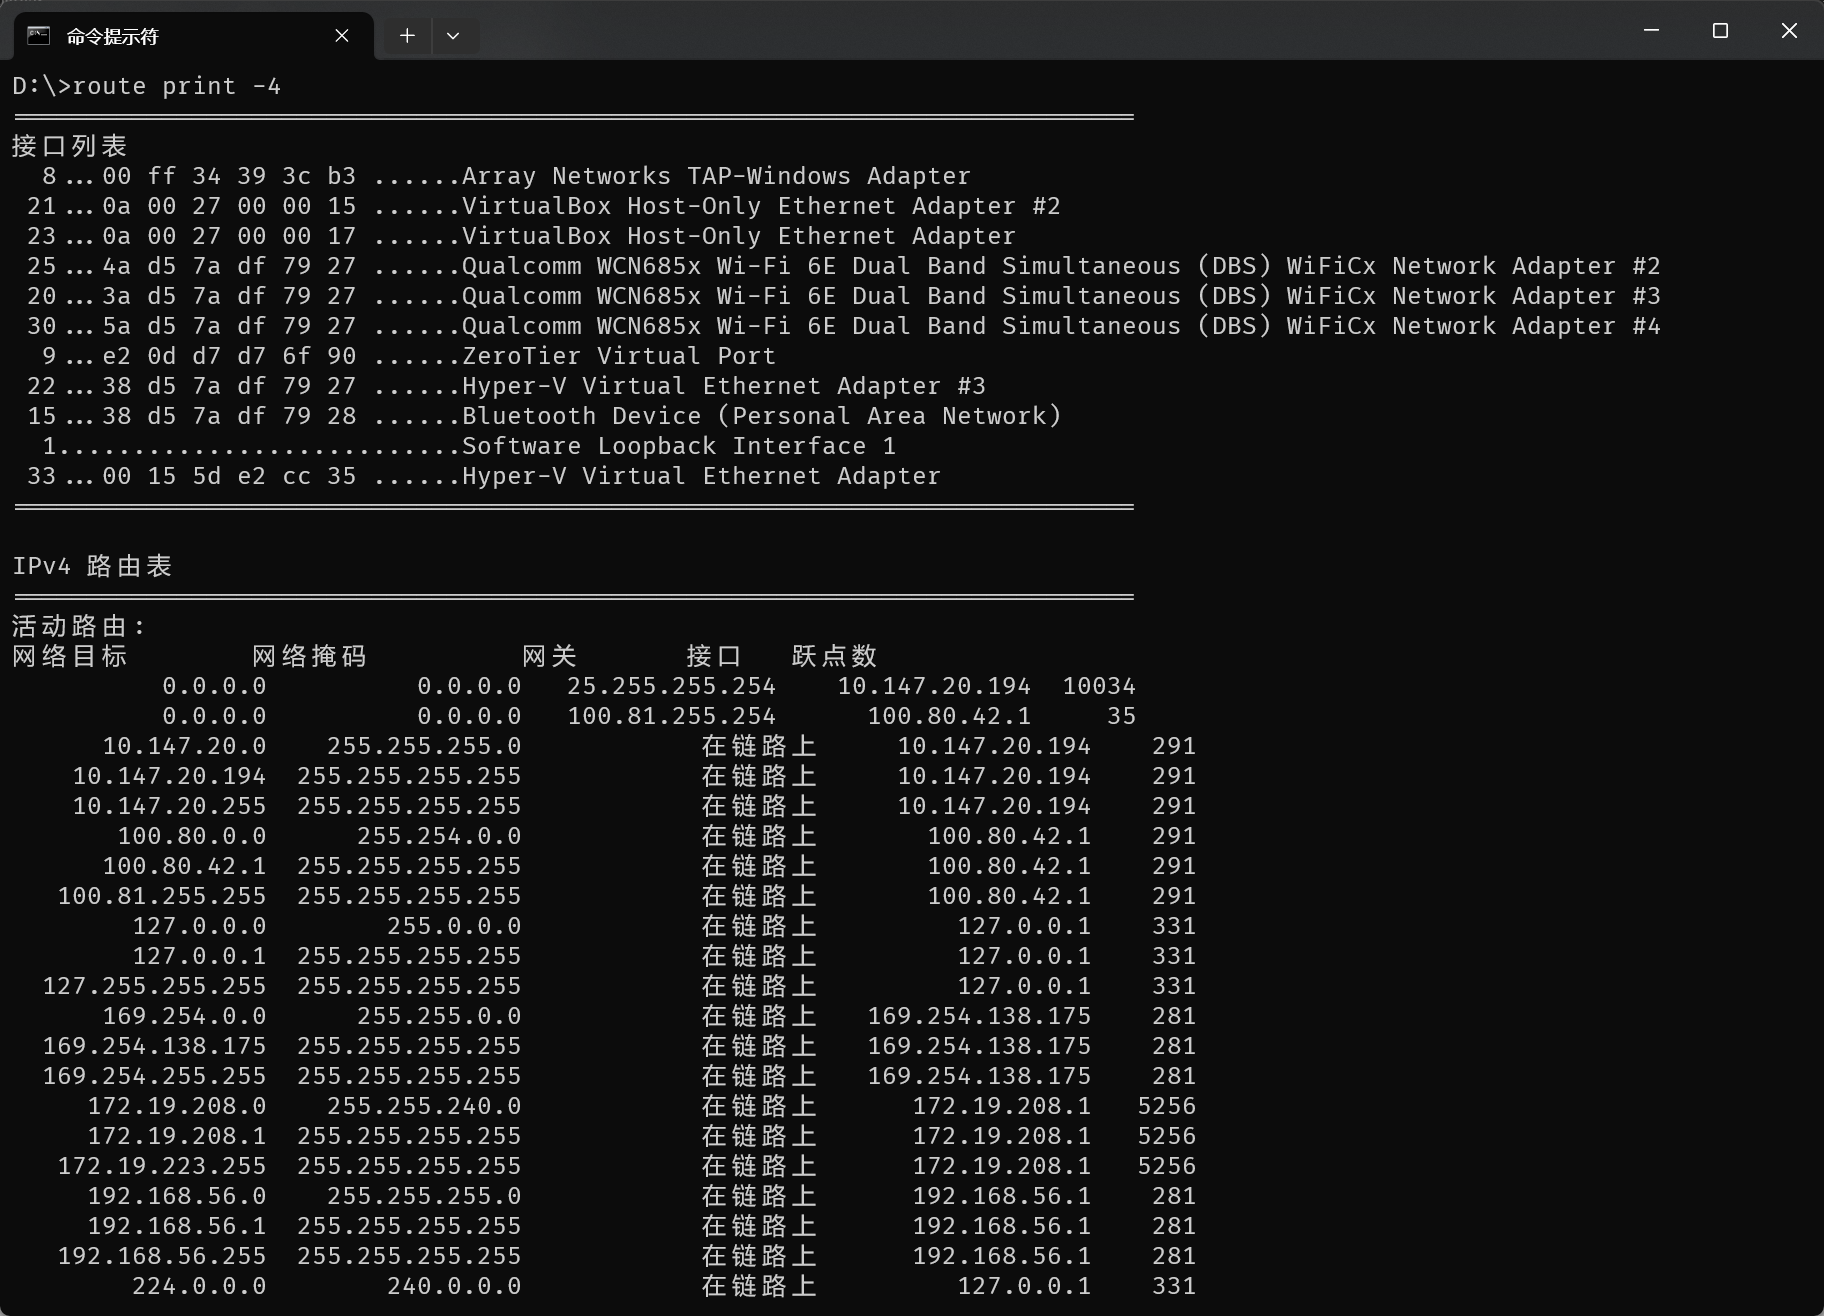 命令提示符
D:\>route print -4
===========================================================================
接口列表
  8...00 ff 34 39 3c b3 ......Array Networks TAP-Windows Adapter
 21...0a 00 27 00 00 15 ......VirtualBox Host-Only Ethernet Adapter #2
 23...0a 00 27 00 00 17 ......VirtualBox Host-Only Ethernet Adapter
 25...4a d5 7a df 79 27 ......Qualcomm WCN685x Wi-Fi 6E Dual Band Simultaneous (DBS) WiFiCx Network Adapter #2
 20...3a d5 7a df 79 27 ......Qualcomm WCN685x Wi-Fi 6E Dual Band Simultaneous (DBS) WiFiCx Network Adapter #3
 30...5a d5 7a df 79 27 ......Qualcomm WCN685x Wi-Fi 6E Dual Band Simultaneous (DBS) WiFiCx Network Adapter #4
  9...e2 0d d7 d7 6f 90 ......ZeroTier Virtual Port
 22...38 d5 7a df 79 27 ......Hyper-V Virtual Ethernet Adapter #3
 15...38 d5 7a df 79 28 ......Bluetooth Device (Personal Area Network)
  1...........................Software Loopback Interface 1
 33...00 15 5d e2 cc 35 ......Hyper-V Virtual Ethernet Adapter
===========================================================================
IPv4 路由表
===========================================================================
活动路由:
网络目标        网络掩码          网关       接口   跃点数
          0.0.0.0          0.0.0.0   25.255.255.254    10.147.20.194  10034
          0.0.0.0          0.0.0.0   100.81.255.254      100.80.42.1     35
      10.147.20.0    255.255.255.0            在链路上     10.147.20.194    291
    10.147.20.194  255.255.255.255            在链路上     10.147.20.194    291
    10.147.20.255  255.255.255.255            在链路上     10.147.20.194    291
       100.80.0.0      255.254.0.0            在链路上       100.80.42.1    291
      100.80.42.1  255.255.255.255            在链路上       100.80.42.1    291
   100.81.255.255  255.255.255.255            在链路上       100.80.42.1    291
        127.0.0.0        255.0.0.0            在链路上         127.0.0.1    331
        127.0.0.1  255.255.255.255            在链路上         127.0.0.1    331
  127.255.255.255  255.255.255.255            在链路上         127.0.0.1    331
      169.254.0.0      255.255.0.0            在链路上   169.254.138.175    281
  169.254.138.175  255.255.255.255            在链路上   169.254.138.175    281
  169.254.255.255  255.255.255.255            在链路上   169.254.138.175    281
     172.19.208.0    255.255.240.0            在链路上      172.19.208.1   5256
     172.19.208.1  255.255.255.255            在链路上      172.19.208.1   5256
   172.19.223.255  255.255.255.255            在链路上      172.19.208.1   5256
     192.168.56.0    255.255.255.0            在链路上      192.168.56.1    281
     192.168.56.1  255.255.255.255            在链路上      192.168.56.1    281
   192.168.56.255  255.255.255.255            在链路上      192.168.56.1    281
        224.0.0.0        240.0.0.0            在链路上         127.0.0.1    331